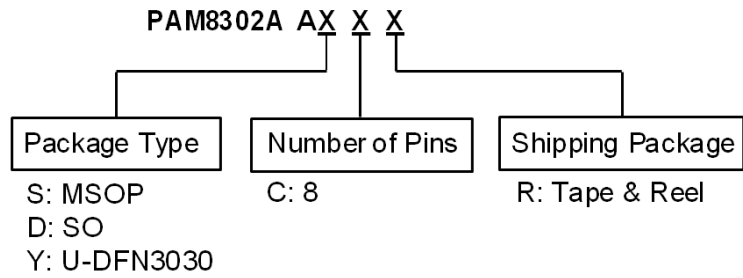 PAM8302A AX X X
Package Type
Number of Pins
Shipping Package
S: MSOP
D: SO
Y: U-DFN3030
C: 8
R: Tape & Reel